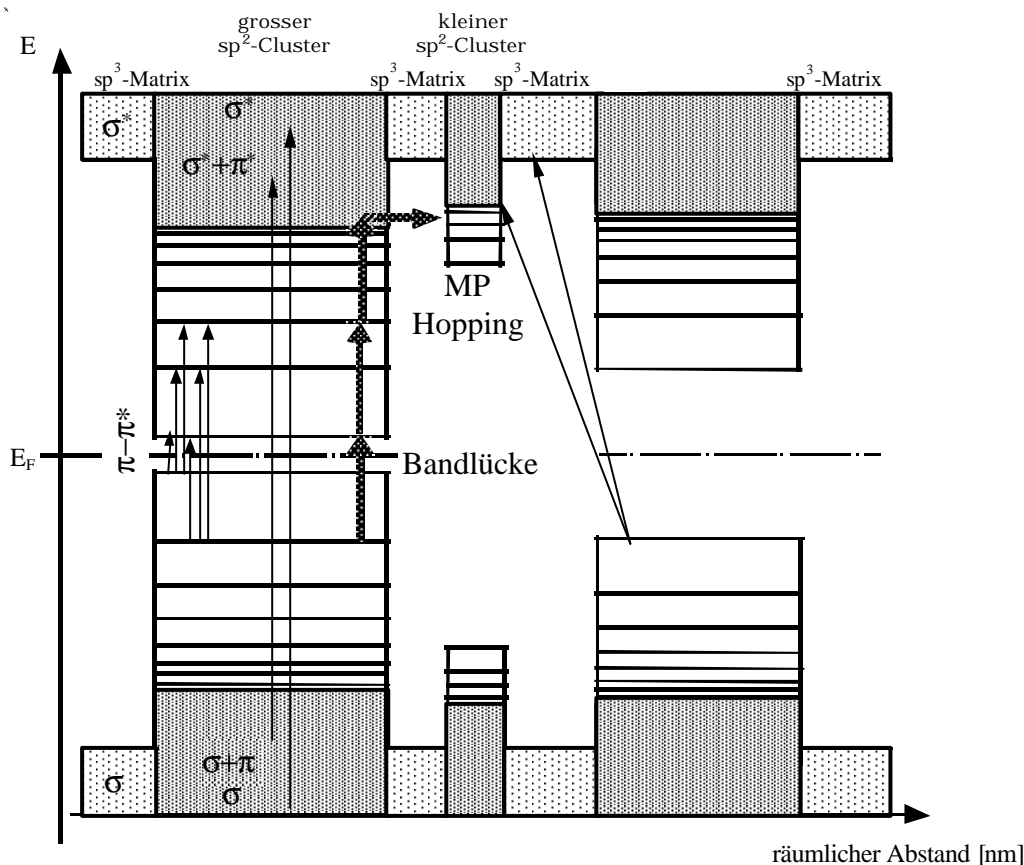 grosser
sp²-Cluster
kleiner
sp²-Cluster
E
sp³-Matrix
sp³-Matrix
sp³-Matrix
sp³-Matrix
σ*
σ*
σ*+π*
MP
Hopping
π−π*
E_F
Bandlücke
σ+π
σ
σ
räumlicher Abstand [nm]